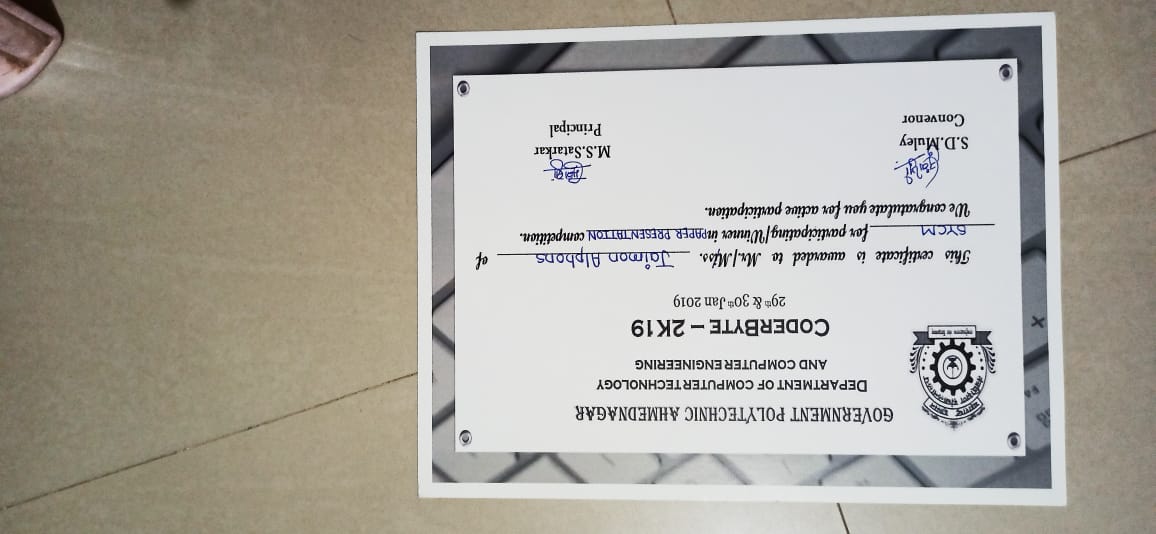 GOVERNMENT POLYTECHNIC AHMEDNAGAR
DEPARTMENT OF COMPUTER TECHNOLOGY
AND COMPUTER ENGINEERING
CODERBYTE – 2K19
29th & 30th Jan 2019
This certificate is awarded to Mr./Miss. Jaimon Alphons of
SYCM for participating/Winner in PAPER PRESENTATION competition.
We congratulate you for active participation.
S.D.Muley
Convenor
M.S.Satarkar
Principal